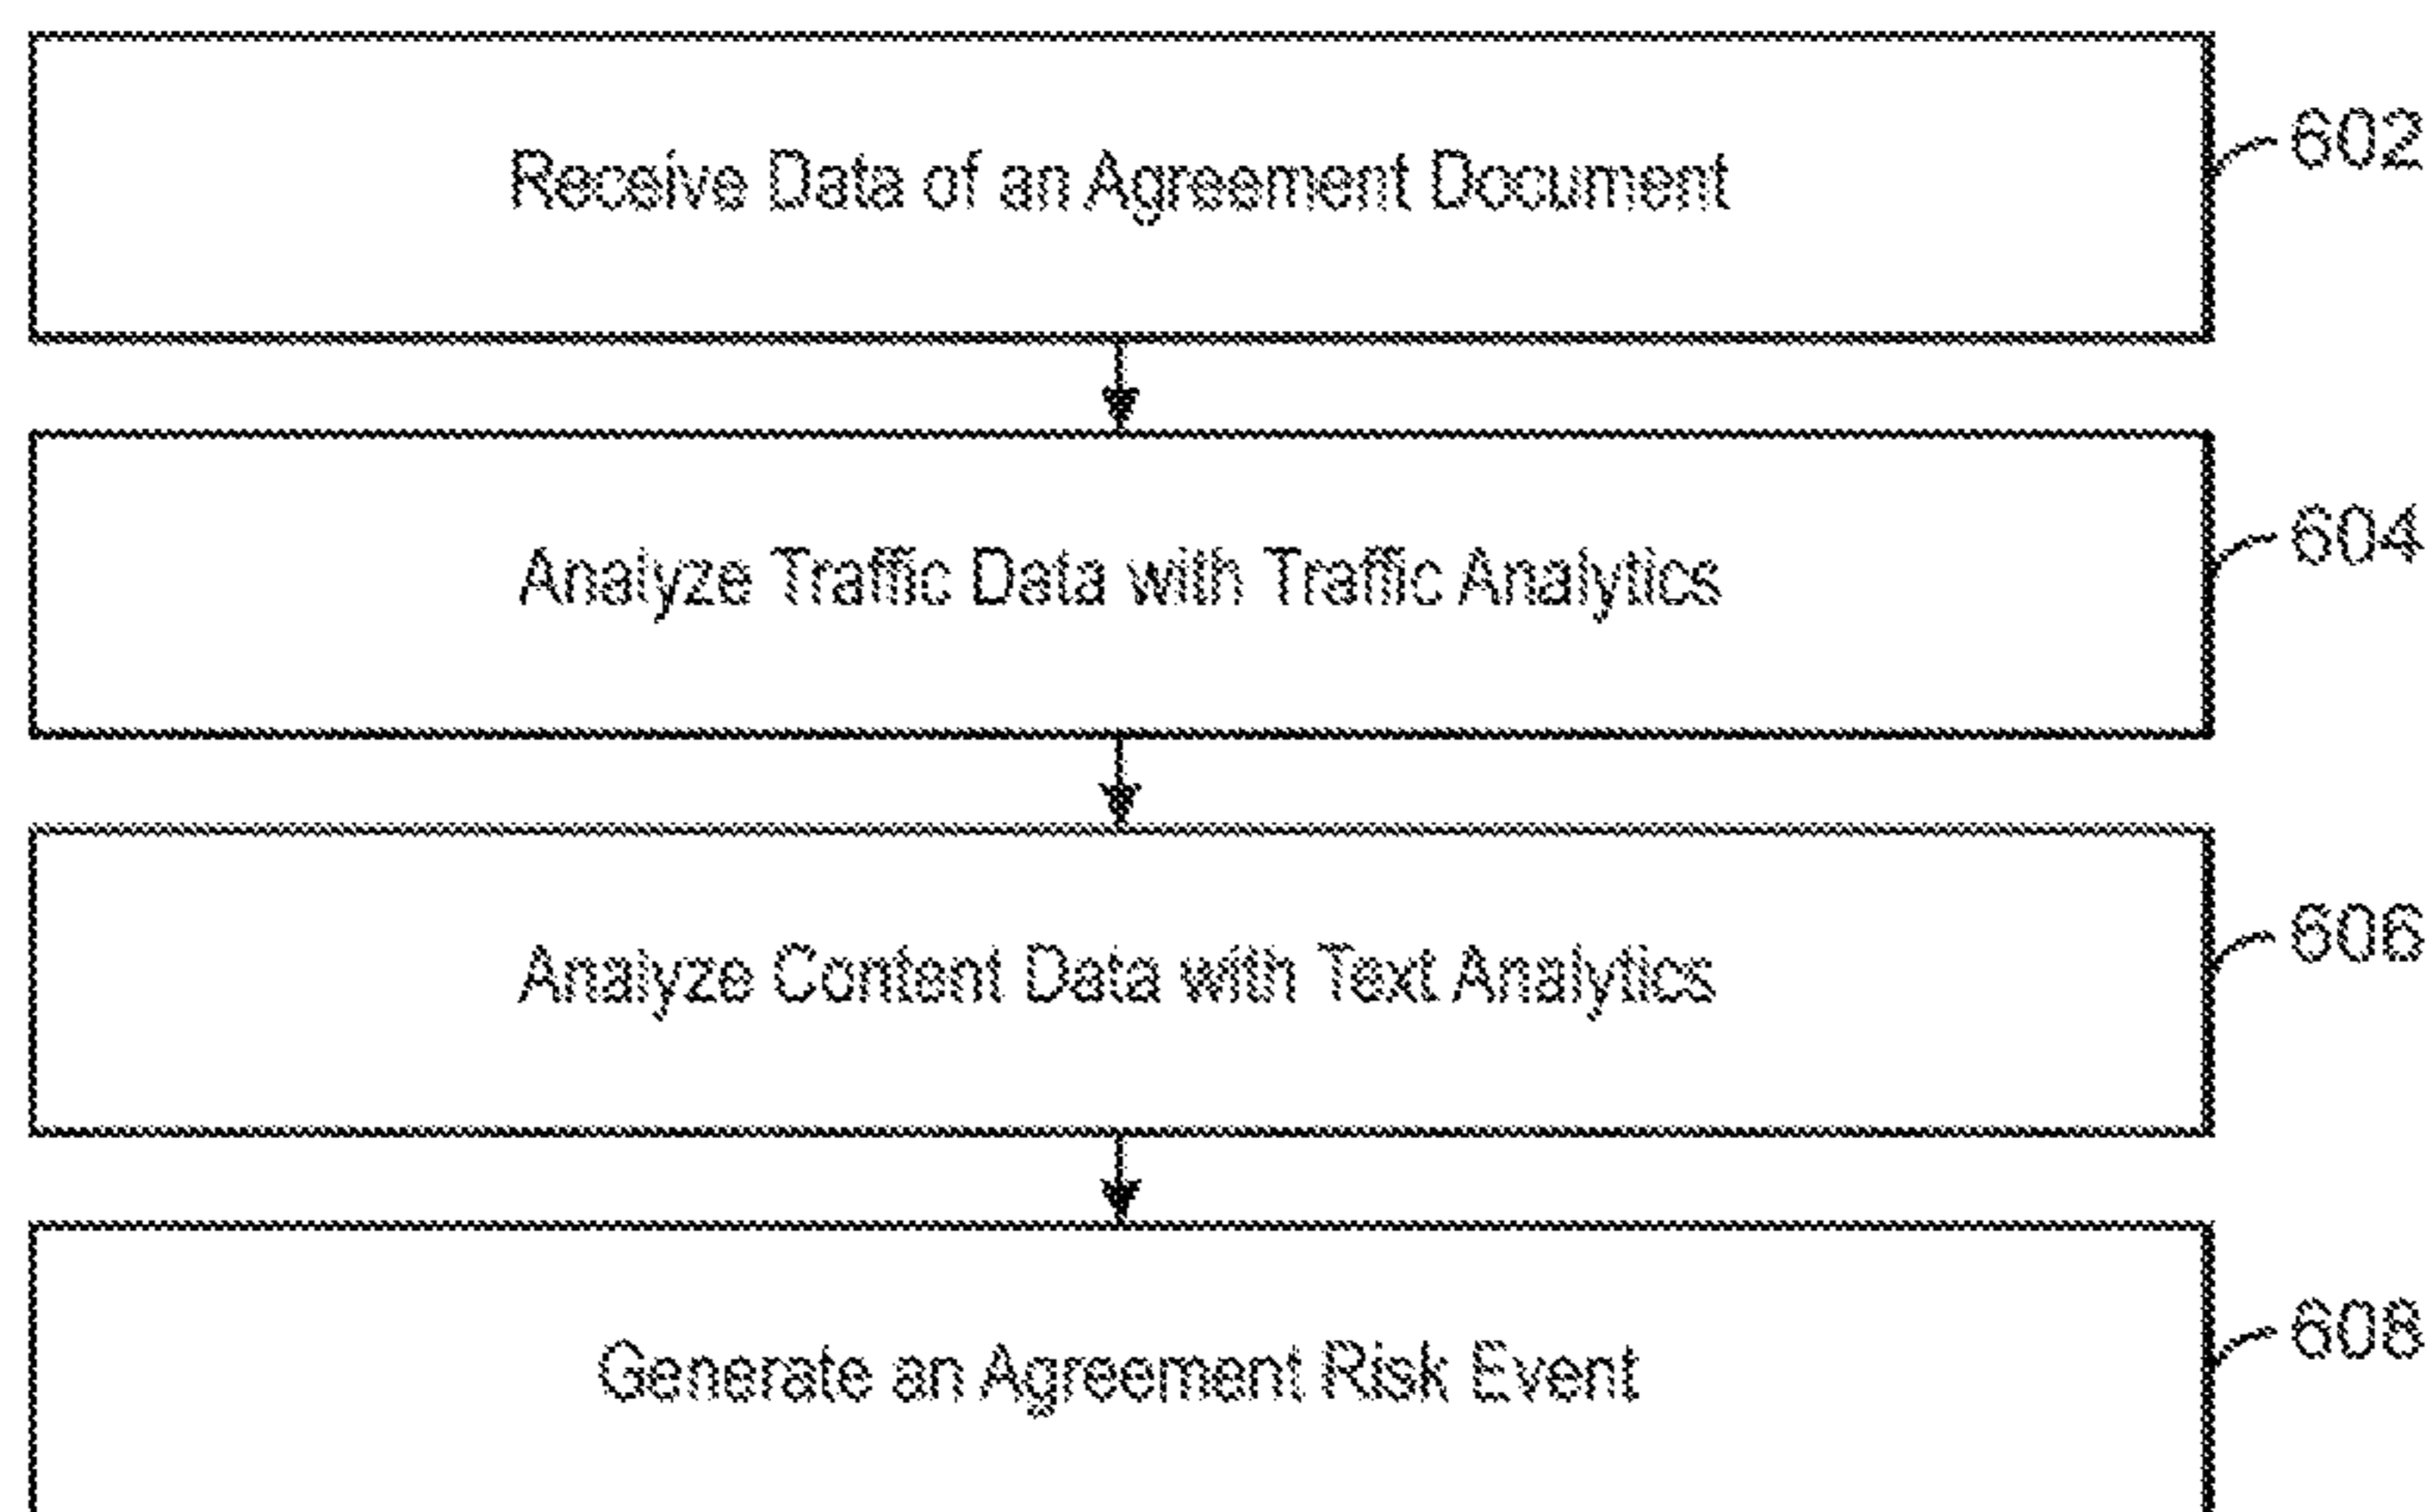 Receive Data of an Agreement Document
602
Analyze Traffic Data with Traffic Analytics
604
Analyze Content Data with Text Analytics
606
Generate an Agreement Risk Event
608